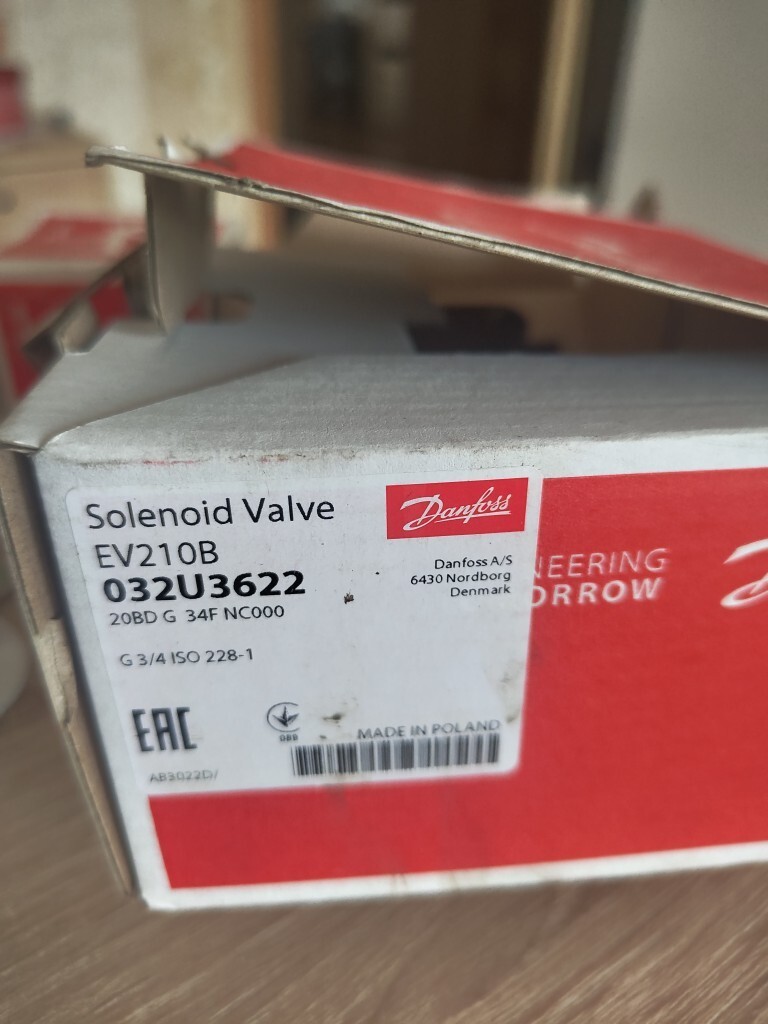 Solenoid Valve
Danfoss
EV210B
032U3622
20BD G 34F NC000
Danfoss A/S
6430 Nordborg
Denmark
G 3/4 ISO 228-1
EAC
MADE IN POLAND
AB3022D/
NEERING
ORROW